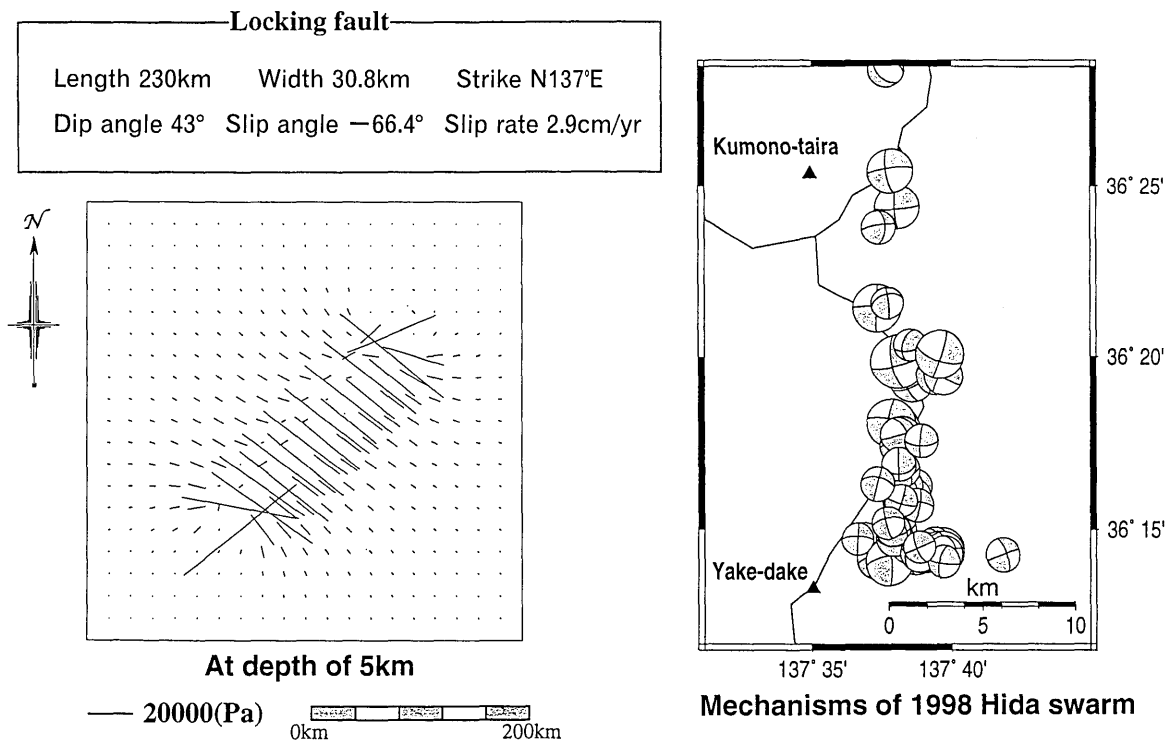 Locking fault
Length 230km Width 30.8km Strike N137°E
Dip angle 43° Slip angle −66.4° Slip rate 2.9cm/yr
N
At depth of 5km
20000(Pa)
0km 200km
Kumono-taira
36° 25'
36° 20'
36° 15'
Yake-dake
km
0 5 10
137° 35' 137° 40'
Mechanisms of 1998 Hida swarm